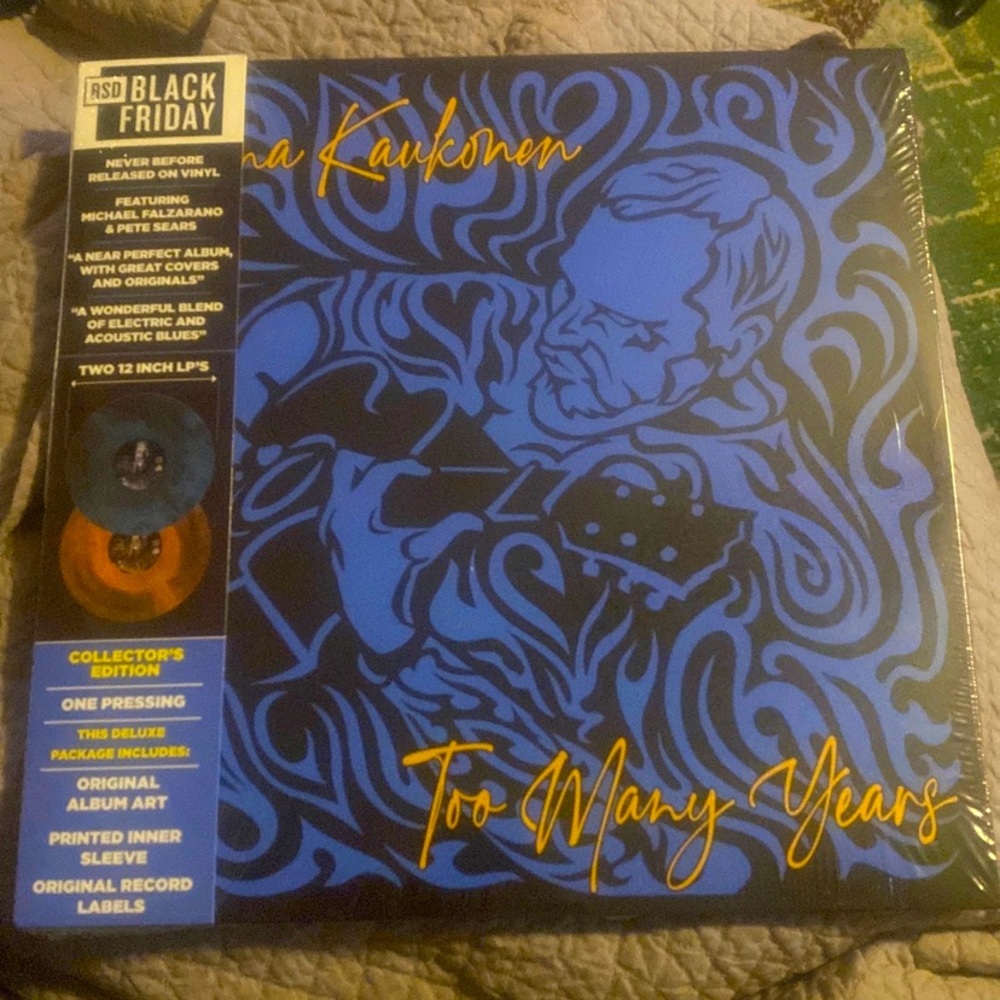 RSD BLACK
FRIDAY
NEVER BEFORE
RELEASED ON VINYL
FEATURING
MICHAEL FALZARANO
& PETE SEARS
"A NEAR PERFECT ALBUM,
WITH GREAT COVERS
AND ORIGINALS"
"A WONDERFUL BLEND
OF ELECTRIC AND
ACOUSTIC BLUES"
TWO 12 INCH LP'S
COLLECTOR'S
EDITION
ONE PRESSING
THIS DELUXE
PACKAGE INCLUDES:
ORIGINAL
ALBUM ART
PRINTED INNER
SLEEVE
ORIGINAL RECORD
LABELS
ma Kaukonen
Too Many Years